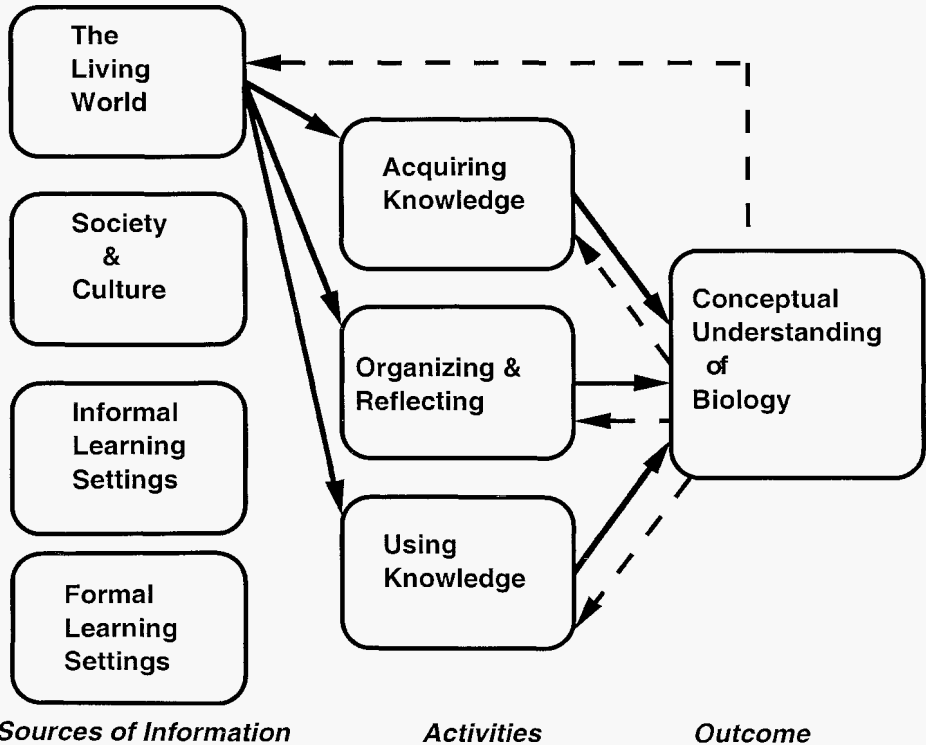 The
Living
World
Society
&
Culture
Informal
Learning
Settings
Formal
Learning
Settings
Acquiring
Knowledge
Organizing &
Reflecting
Using
Knowledge
Conceptual
Understanding
of
Biology
Sources of Information
Activities
Outcome